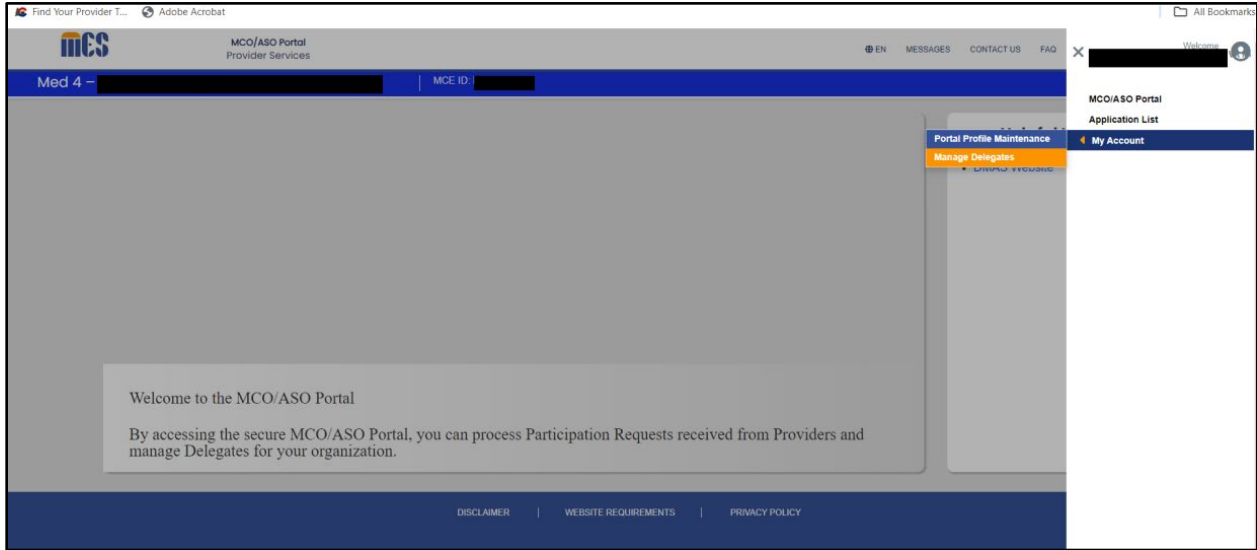 Find Your Provider T... Adobe Acrobat All Bookmarks
mes MCO/ASO Portal
Provider Services
EN MESSAGES CONTACT US FAQ Welcome
Med 4 – MCE ID:
MCO/ASO Portal
Application List
My Account
Portal Profile Maintenance
Manage Delegates
DMAS Website
Welcome to the MCO/ASO Portal
By accessing the secure MCO/ASO Portal, you can process Participation Requests received from Providers and
manage Delegates for your organization.
DISCLAIMER | WEBSITE REQUIREMENTS | PRIVACY POLICY